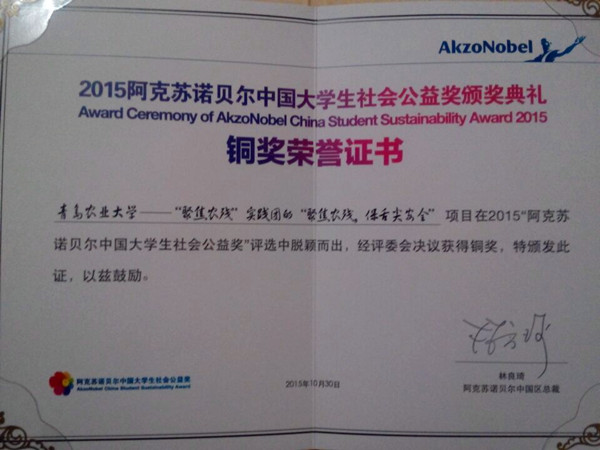 AkzoNobel
2015阿克苏诺贝尔中国大学生社会公益奖颁奖典礼
Award Ceremony of AkzoNobel China Student Sustainability Award 2015
铜奖荣誉证书
青岛农业大学——“聚焦农残”实践团的“聚焦农残,保舌尖安全”项目在2015“阿克苏
诺贝尔中国大学生社会公益奖”评选中脱颖而出，经评委会决议获得铜奖，特颁发此
证，以兹鼓励。
林良琦
阿克苏诺贝尔中国区总裁
阿克苏诺贝尔中国大学生社会公益奖
AkzoNobel China Student Sustainability Award
2015年10月30日